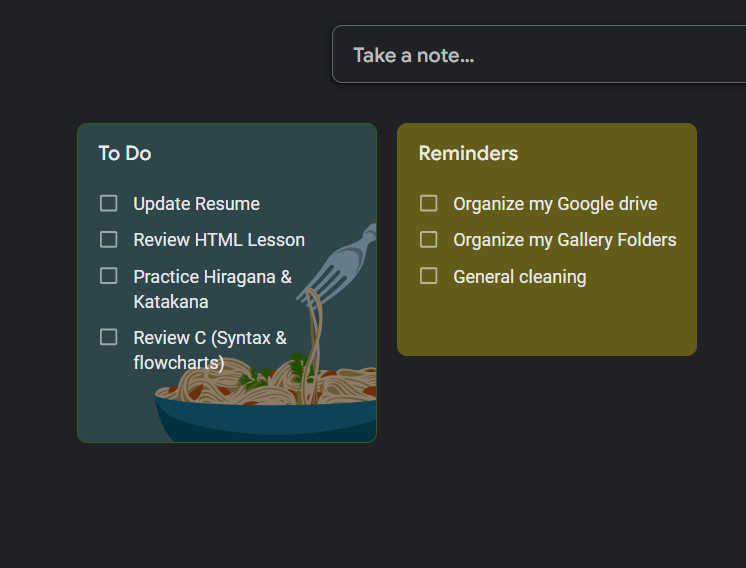 Take a note...
To Do
Update Resume
Review HTML Lesson
Practice Hiragana &
Katakana
Review C (Syntax &
flowcharts)
Reminders
Organize my Google drive
Organize my Gallery Folders
General cleaning